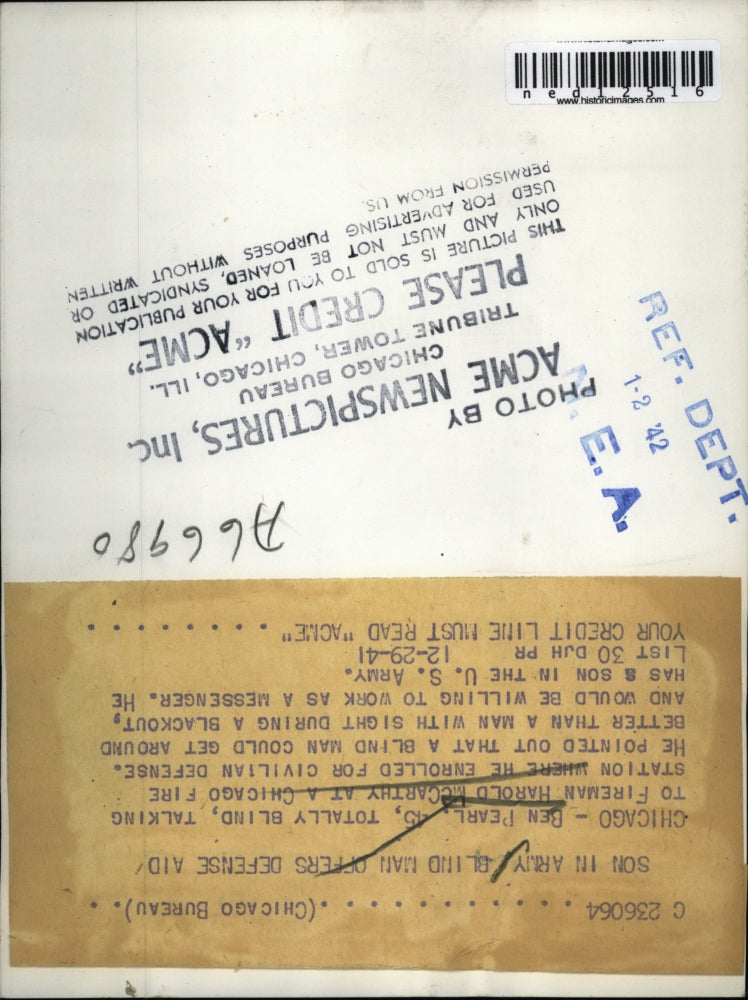 ned12516
www.historicimages.com
C 236064 . . . . . . . . . . . (CHICAGO BUREAU). .
SON IN ARMY BLIND MAN OFFERS DEFENSE AID
CHICAGO - BEN PEARL, 45, TOTALLY BLIND, TALKING
TO FIREMAN HAROLD MCCARTHY AT A CHICAGO FIRE
STATION WHERE HE ENROLLED FOR CIVILIAN DEFENSE.
HE POINTED OUT THAT A BLIND MAN COULD GET AROUND
BETTER THAN A MAN WITH SIGHT DURING A BLACKOUT,
AND WOULD BE WILLING TO WORK AS A MESSENGER. HE
HAS A SON IN THE U. S. ARMY.
LIST 30 DJH PR 12-29-41
YOUR CREDIT LINE MUST READ "ACME" . . . . . . . . .
A66980
PHOTO BY
ACME NEWSPICTURES, Inc.
CHICAGO BUREAU
TRIBUNE TOWER, CHICAGO, ILL.
PLEASE CREDIT "ACME"
THIS PICTURE IS SOLD TO YOU FOR YOUR PUBLICATION
ONLY AND MUST NOT BE LOANED, SYNDICATED OR
USED FOR ADVERTISING PURPOSES WITHOUT WRITTEN
PERMISSION FROM US.
REF. DEPT.
1-2 '42
N. E. A.